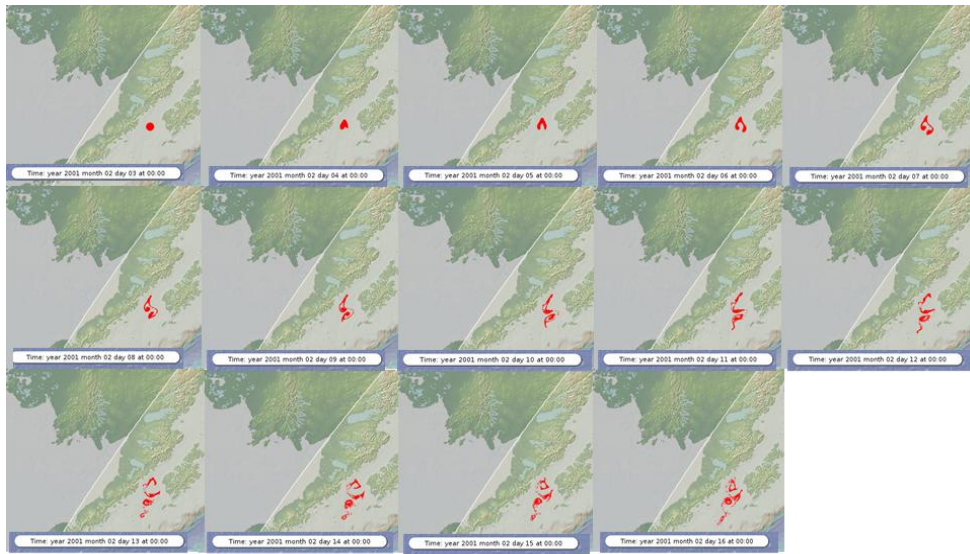 Time: year 2001 month 02 day 03 at 00:00
Time: year 2001 month 02 day 04 at 00:00
Time: year 2001 month 02 day 05 at 00:00
Time: year 2001 month 02 day 06 at 00:00
Time: year 2001 month 02 day 07 at 00:00
Time: year 2001 month 02 day 08 at 00:00
Time: year 2001 month 02 day 09 at 00:00
Time: year 2001 month 02 day 10 at 00:00
Time: year 2001 month 02 day 11 at 00:00
Time: year 2001 month 02 day 12 at 00:00
Time: year 2001 month 02 day 13 at 00:00
Time: year 2001 month 02 day 14 at 00:00
Time: year 2001 month 02 day 15 at 00:00
Time: year 2001 month 02 day 16 at 00:00